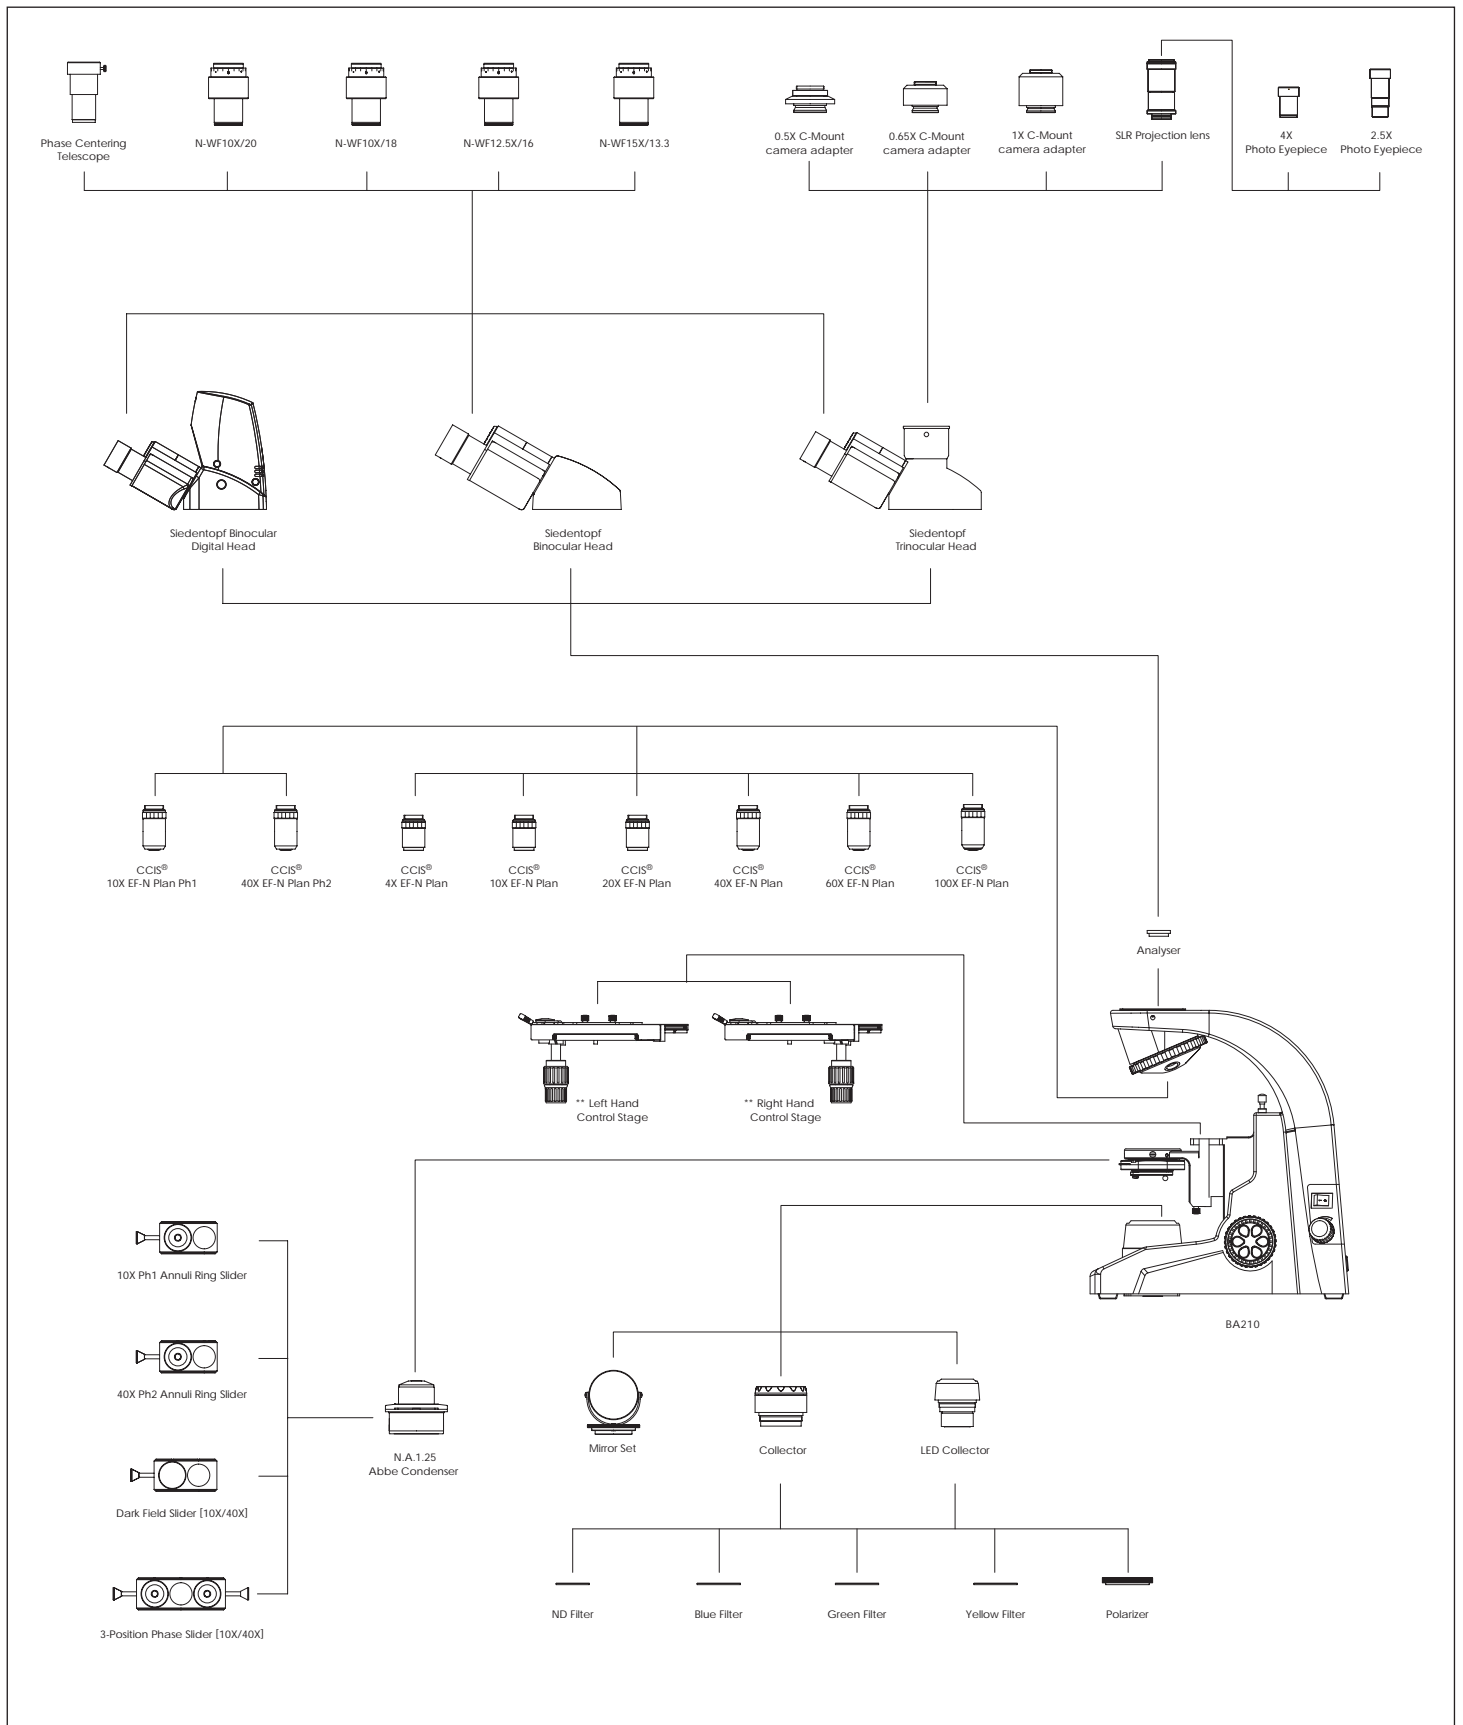 Phase Centering
Telescope
N-WF10X/20
N-WF10X/18
N-WF12.5X/16
N-WF15X/13.3
0.5X C-Mount
camera adapter
0.65X C-Mount
camera adapter
1X C-Mount
camera adapter
SLR Projection lens
4X
Photo Eyepiece
2.5X
Photo Eyepiece
Siedentopf Binocular
Digital Head
Siedentopf
Binocular Head
Siedentopf
Trinocular Head
CCIS®
10X EF-N Plan Ph1
CCIS®
40X EF-N Plan Ph2
CCIS®
4X EF-N Plan
CCIS®
10X EF-N Plan
CCIS®
20X EF-N Plan
CCIS®
40X EF-N Plan
CCIS®
60X EF-N Plan
CCIS®
100X EF-N Plan
Analyser
** Left Hand
Control Stage
** Right Hand
Control Stage
BA210
10X Ph1 Annuli Ring Slider
40X Ph2 Annuli Ring Slider
Dark Field Slider [10X/40X]
3-Position Phase Slider [10X/40X]
N.A.1.25
Abbe Condenser
Mirror Set
Collector
LED Collector
ND Filter
Blue Filter
Green Filter
Yellow Filter
Polarizer